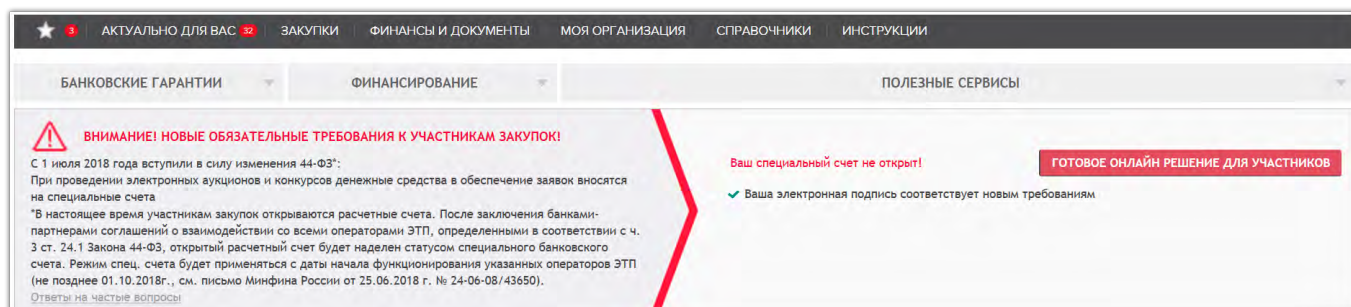 3 АКТУАЛЬНО ДЛЯ ВАС 32 ЗАКУПКИ ФИНАНСЫ И ДОКУМЕНТЫ МОЯ ОРГАНИЗАЦИЯ СПРАВОЧНИКИ ИНСТРУКЦИИ
БАНКОВСКИЕ ГАРАНТИИ ФИНАНСИРОВАНИЕ ПОЛЕЗНЫЕ СЕРВИСЫ
ВНИМАНИЕ! НОВЫЕ ОБЯЗАТЕЛЬНЫЕ ТРЕБОВАНИЯ К УЧАСТНИКАМ ЗАКУПОК!
С 1 июля 2018 года вступили в силу изменения 44-ФЗ*:
При проведении электронных аукционов и конкурсов денежные средства в обеспечение заявок вносятся
на специальные счета
*В настоящее время участникам закупок открываются расчетные счета. После заключения банками-
партнерами соглашений о взаимодействии со всеми операторами ЭТП, определенными в соответствии с ч.
3 ст. 24.1 Закона 44-ФЗ, открытый расчетный счет будет наделен статусом специального банковского
счета. Режим спец. счета будет применяться с даты начала функционирования указанных операторов ЭТП
(не позднее 01.10.2018г., см. письмо Минфина России от 25.06.2018 г. № 24-06-08/43650).
Ответы на частые вопросы
Ваш специальный счет не открыт!
ГОТОВОЕ ОНЛАЙН РЕШЕНИЕ ДЛЯ УЧАСТНИКОВ
Ваша электронная подпись соответствует новым требованиям